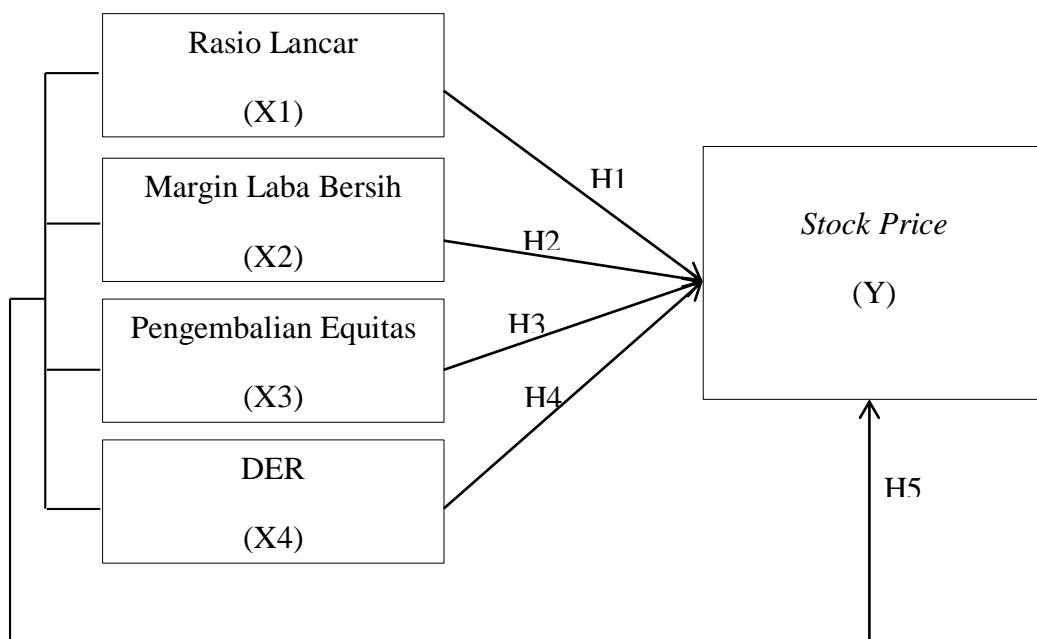 Rasio Lancar
(X1)
Margin Laba Bersih
(X2)
Pengembalian Equitas
(X3)
DER
(X4)
H1
H2
H3
H4
Stock Price
(Y)
H5